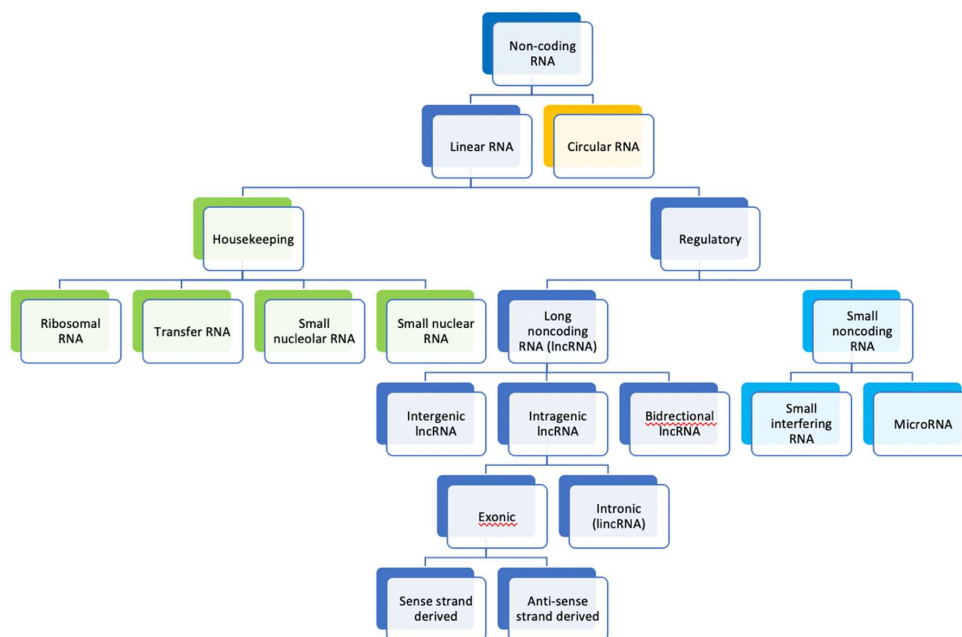 Non-coding
RNA
Linear RNA
Circular RNA
Housekeeping
Regulatory
Ribosomal
RNA
Transfer RNA
Small
nucleolar RNA
Small nuclear
RNA
Long
noncoding
RNA (lncRNA)
Small
noncoding
RNA
Intergenic
lncRNA
Intragenic
lncRNA
Bidrectional
lncRNA
Small
interfering
RNA
MicroRNA
Exonic
Intronic
(lincRNA)
Sense strand
derived
Anti-sense
strand derived